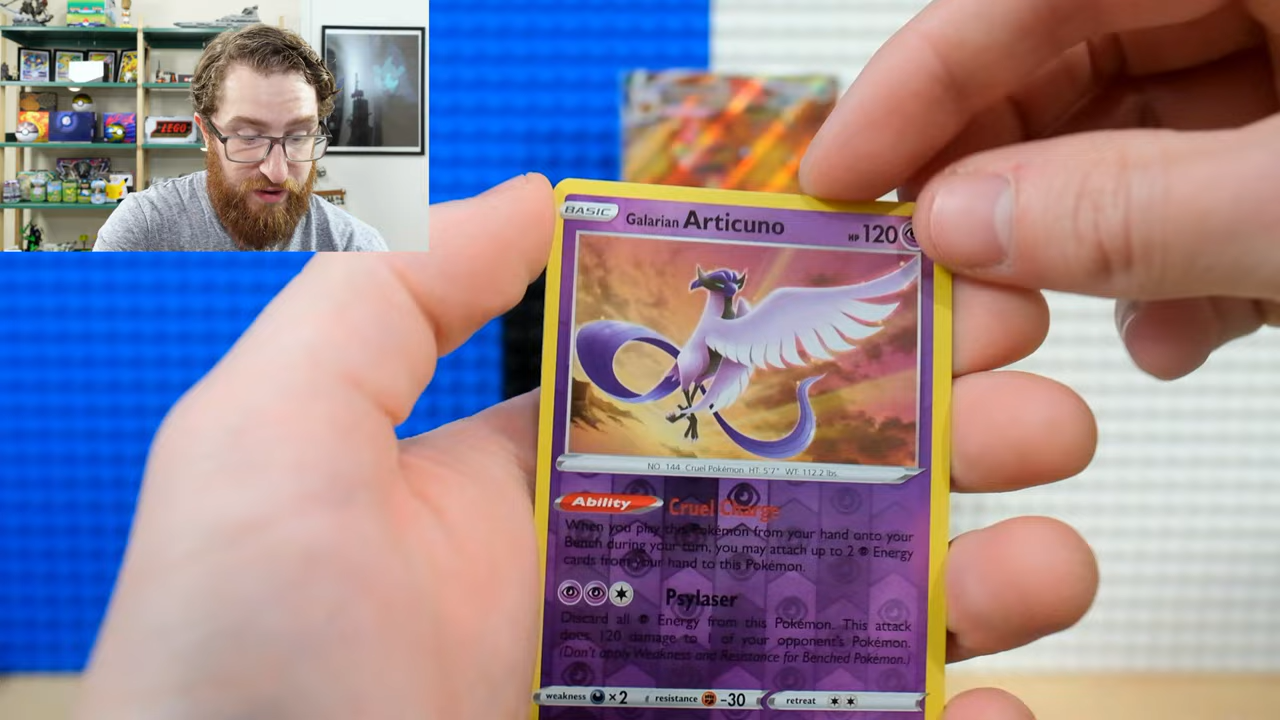 LEGO
BASIC Galarian Articuno HP 120
NO. 144 Cruel Pokémon HT: 5'7" WT: 112.2 lbs.
Ability Cruel Charge
When you play this Pokémon from your hand onto your
Bench during your turn, you may attach up to 2 Energy
cards from your hand to this Pokémon.
Psylaser
Discard all Energy from this Pokémon. This attack
does 120 damage to 1 of your opponent's Pokémon.
(Don't apply Weakness and Resistance for Benched Pokémon.)
weakness ×2 resistance -30 retreat